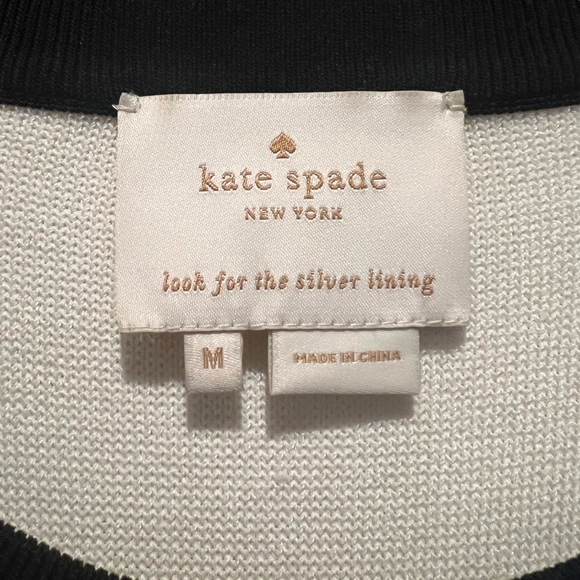 kate spade
NEW YORK
look for the silver lining
M
MADE IN CHINA